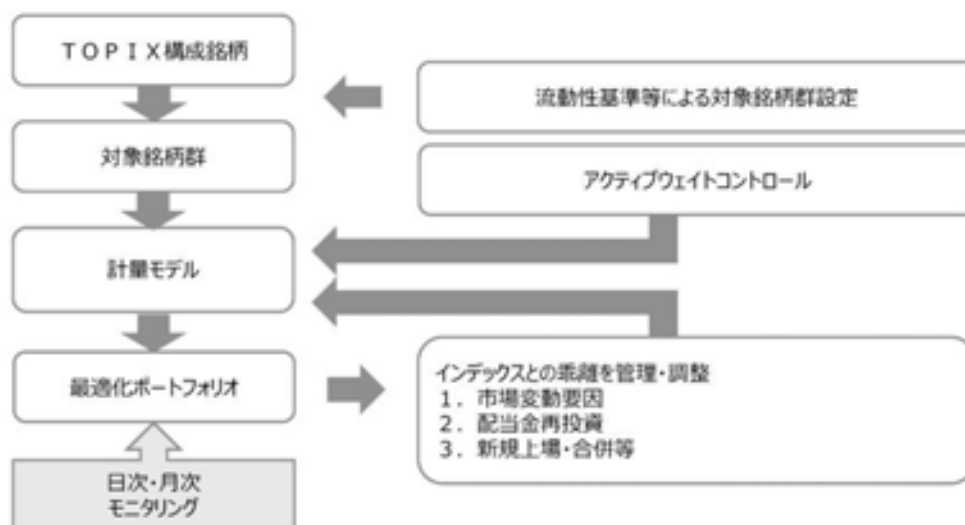 ＴＯＰＩＸ構成銘柄
流動性基準等による対象銘柄群設定
対象銘柄群
アクティブウェイトコントロール
計量モデル
最適化ポートフォリオ
インデックスとの乖離を管理・調整
１．市場変動要因
２．配当金再投資
３．新規上場・合併等
日次・月次
モニタリング